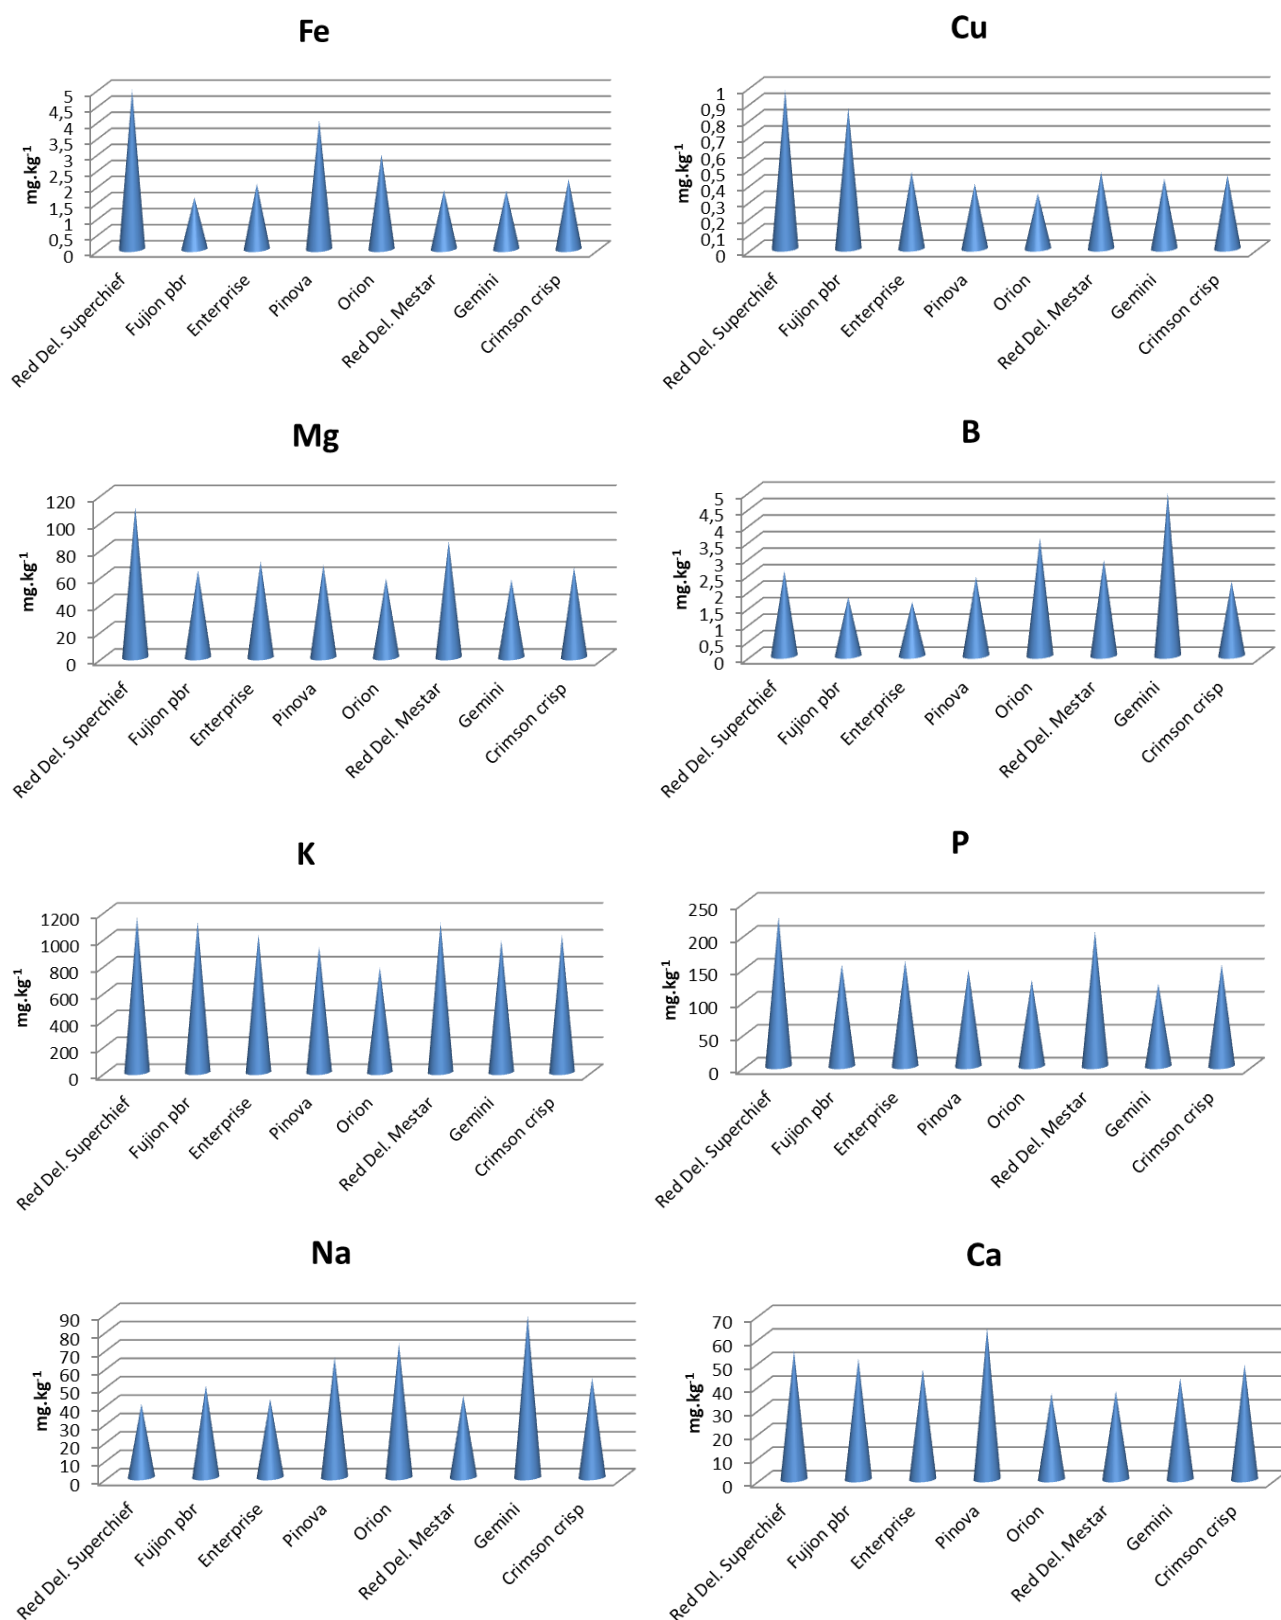 Fe
5
4,5
4
3,5
3
2,5
2
1,5
1
0,5
0
mg.kg-1
Red Del. Superchief
Fujion pbr
Enterprise
Pinova
Orion
Red Del. Mestar
Gemini
Crimson crisp
Cu
1
0,9
0,8
0,7
0,6
0,5
0,4
0,3
0,2
0,1
0
mg.kg-1
Red Del. Superchief
Fujion pbr
Enterprise
Pinova
Orion
Red Del. Mestar
Gemini
Crimson crisp
Mg
120
100
80
60
40
20
0
mg.kg-1
Red Del. Superchief
Fujion pbr
Enterprise
Pinova
Orion
Red Del. Mestar
Gemini
Crimson crisp
B
5
4,5
4
3,5
3
2,5
2
1,5
1
0,5
0
mg.kg-1
Red Del. Superchief
Fujion pbr
Enterprise
Pinova
Orion
Red Del. Mestar
Gemini
Crimson crisp
K
1200
1000
800
600
400
200
0
mg.kg-1
Red Del. Superchief
Fujion pbr
Enterprise
Pinova
Orion
Red Del. Mestar
Gemini
Crimson crisp
P
250
200
150
100
50
0
mg.kg-1
Red Del. Superchief
Fujion pbr
Enterprise
Pinova
Orion
Red Del. Mestar
Gemini
Crimson crisp
Na
90
80
70
60
50
40
30
20
10
0
mg.kg-1
Red Del. Superchief
Fujion pbr
Enterprise
Pinova
Orion
Red Del. Mestar
Gemini
Crimson crisp
Ca
70
60
50
40
30
20
10
0
mg.kg-1
Red Del. Superchief
Fujion pbr
Enterprise
Pinova
Orion
Red Del. Mestar
Gemini
Crimson crisp